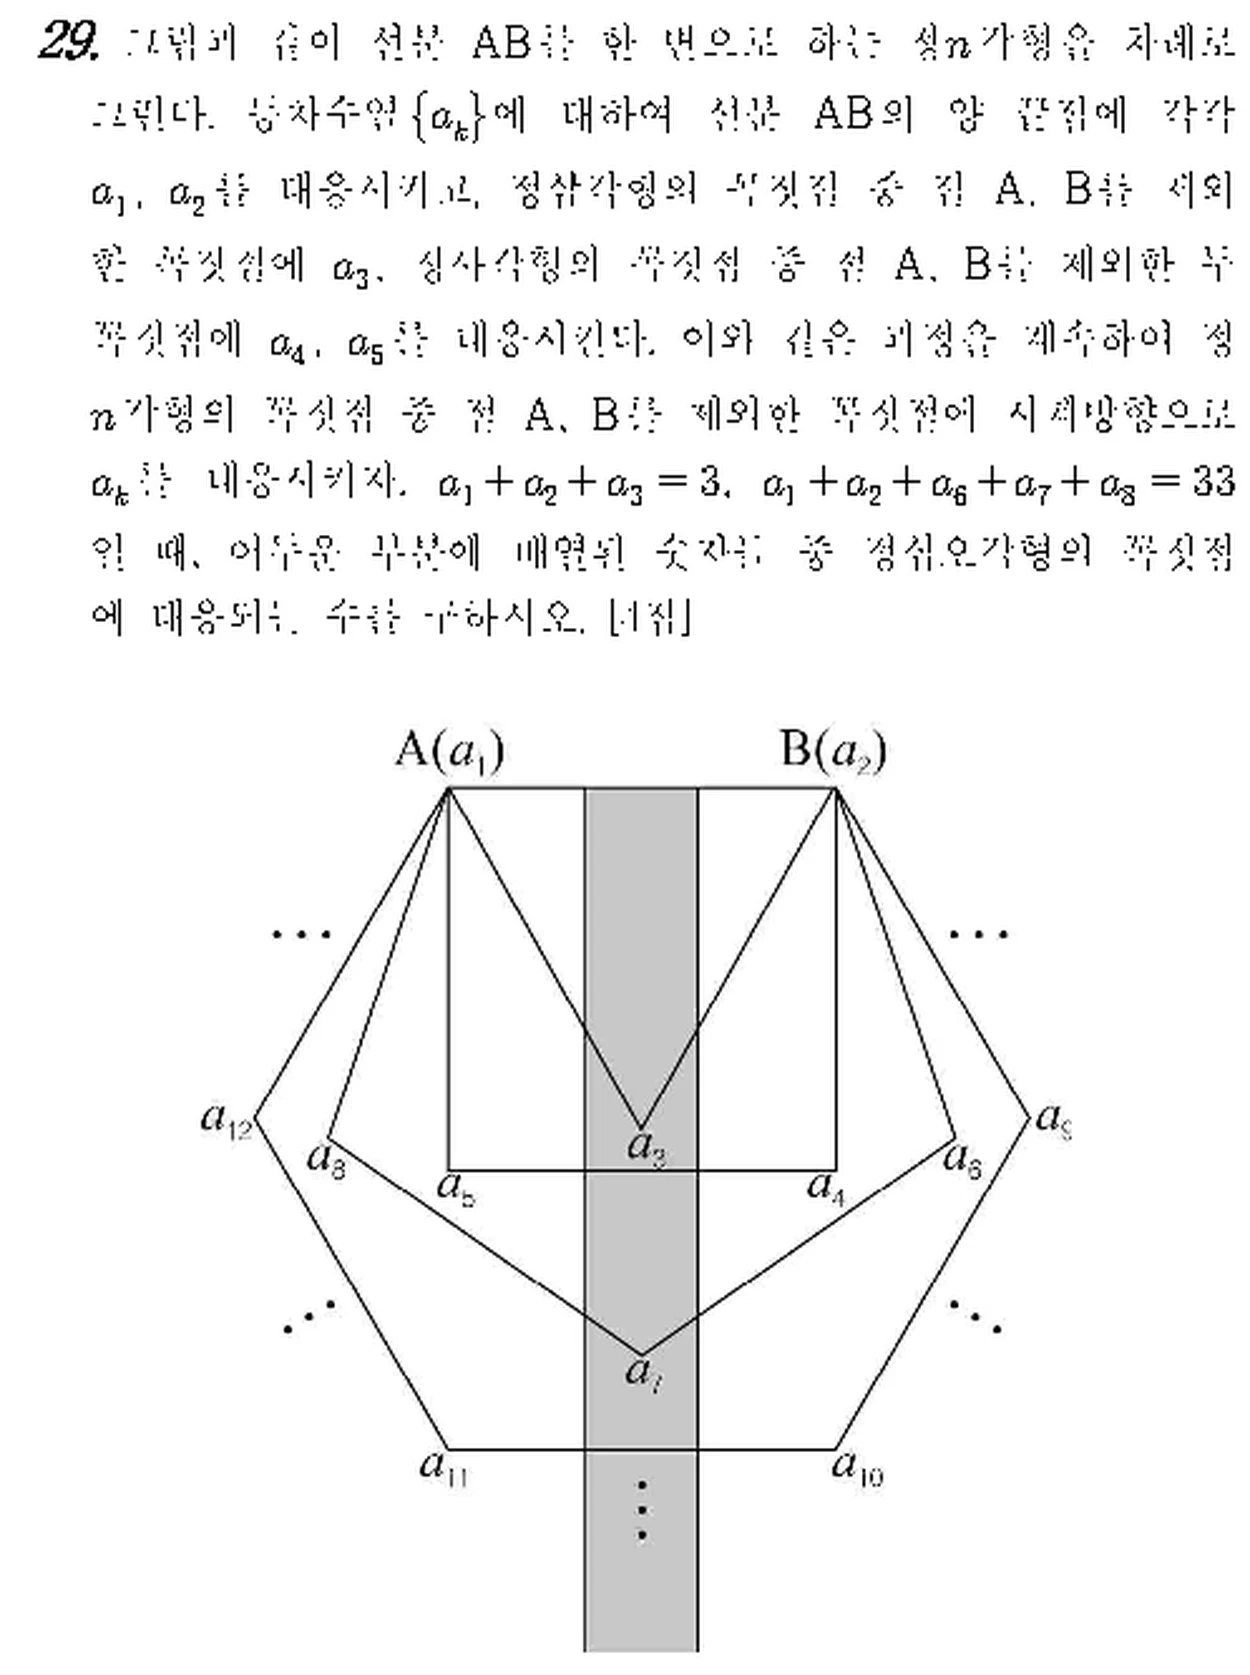 29. 그림과 같이 선분 AB를 한 변으로 하는 정n각형을 차례로
그린다. 등차수열 {aₖ}에 대하여 선분 AB의 양 끝점에 각각
a₁, a₂를 대응시키고, 정삼각형의 꼭짓점 중 점 A, B를 제외
한 꼭짓점에 a₃, 정사각형의 꼭짓점 중 점 A, B를 제외한 두
꼭짓점에 a₄, a₅를 대응시킨다. 이와 같은 과정을 계속하여 정
n각형의 꼭짓점 중 점 A, B를 제외한 꼭짓점에 시계방향으로
aₖ를 대응시키자. a₁+a₂+a₃=3, a₁+a₂+a₆+a₇+a₈=33
일 때, 어두운 부분에 배열된 숫자들 중 정십오각형의 꼭짓점
에 대응되는 수를 구하시오. [4점]
A(a₁) B(a₂)
... ...
a₁₂ a₈ a₅ a₃ a₄ a₆ a₉
a₇
a₁₁ a₁₀